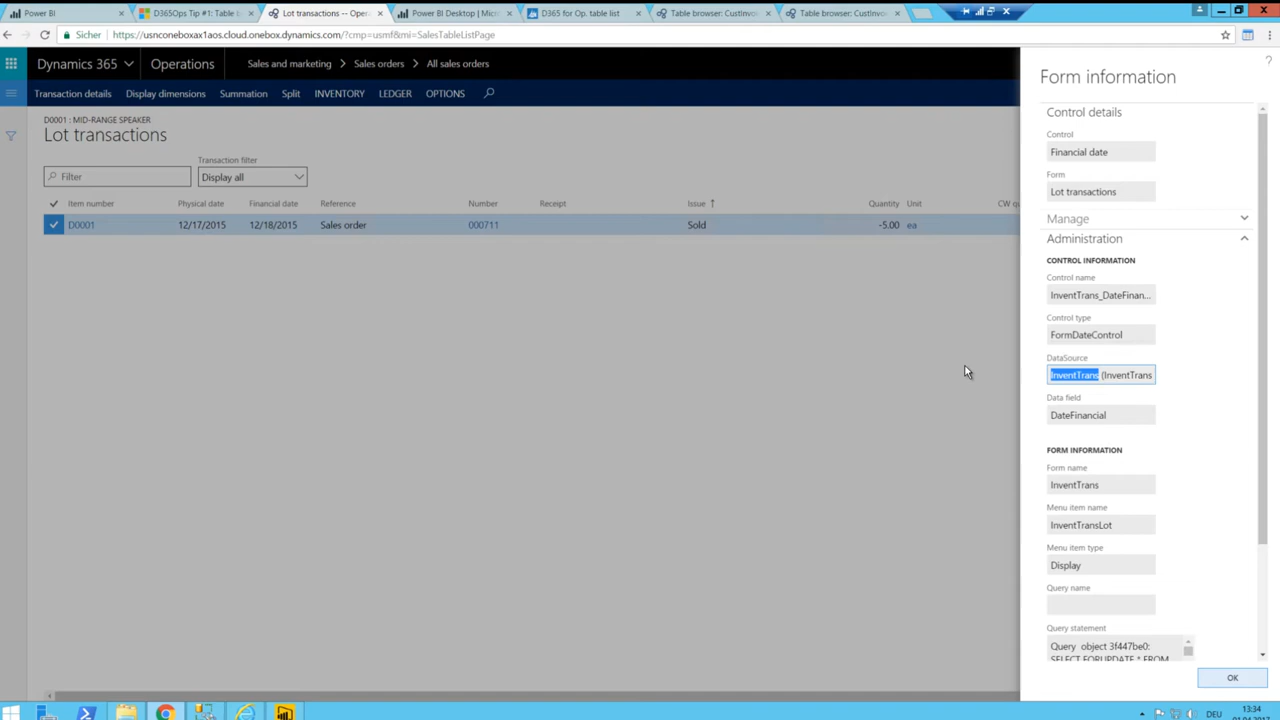 Power BI
D365Ops Tip #1: Table
Lot transactions -- Oper
Power BI Desktop | Micr
D365 for Op. table list
Table browser: CustInvo
Table browser: CustInvo
Sicher
https://usnconeboxax1aos.cloud.onebox.dynamics.com/?cmp=usmf&mi=SalesTableListPage
Dynamics 365
Operations
Sales and marketing > Sales orders > All sales orders
?
Transaction details
Display dimensions
Summation
Split
INVENTORY
LEDGER
OPTIONS
D0001 : MID-RANGE SPEAKER
Lot transactions
Transaction filter
Filter
Display all
Item number
Physical date
Financial date
Reference
Number
Receipt
Issue
Quantity
Unit
CW qu
D0001
12/17/2015
12/18/2015
Sales order
000711
Sold
-5.00
ea
Form information
Control details
Control
Financial date
Form
Lot transactions
Manage
Administration
CONTROL INFORMATION
Control name
InventTrans_DateFinan...
Control type
FormDateControl
DataSource
InventTrans (InventTrans
Data field
DateFinancial
FORM INFORMATION
Form name
InventTrans
Menu item name
InventTransLot
Menu item type
Display
Query name
Query statement
Query object 3f447be0:
SELECT FORUPDATE * FROM
OK
DEU
13:34